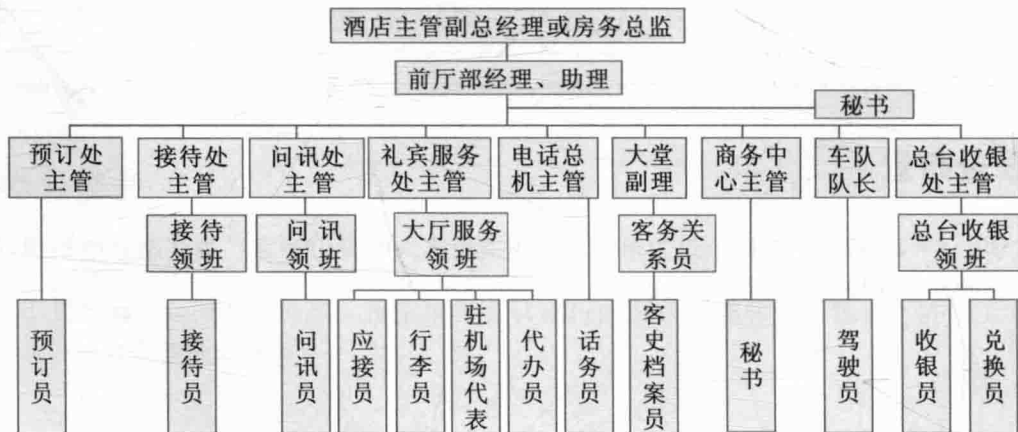 酒店主管副总经理或房务总监
前厅部经理、助理
秘书
预订处
主管
接待处
主管
问讯处
主管
礼宾服务
处主管
电话总
机主管
大堂
副理
商务中
心主管
车队
队长
总台收银
处主管
接待
领班
问讯
领班
大厅服务
领班
客务关
系员
总台收银
领班
预订员
接待员
问讯员
应接员
行李员
驻机场代表
代办员
话务员
客史档案员
秘书
驾驶员
收银员
兑换员